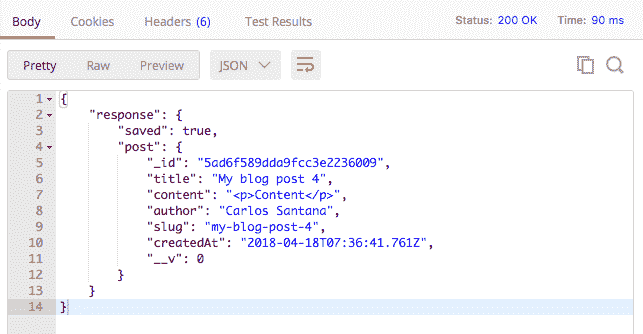 Body Cookies Headers (6) Test Results Status: 200 OK Time: 90 ms
Pretty Raw Preview JSON
1 {
2 "response": {
3 "saved": true,
4 "post": {
5 "_id": "5ad6f589dda9fcc3e2236009",
6 "title": "My blog post 4",
7 "content": "<p>Content</p>",
8 "author": "Carlos Santana",
9 "slug": "my-blog-post-4",
10 "createdAt": "2018-04-18T07:36:41.761Z",
11 "__v": 0
12 }
13 }
14 }